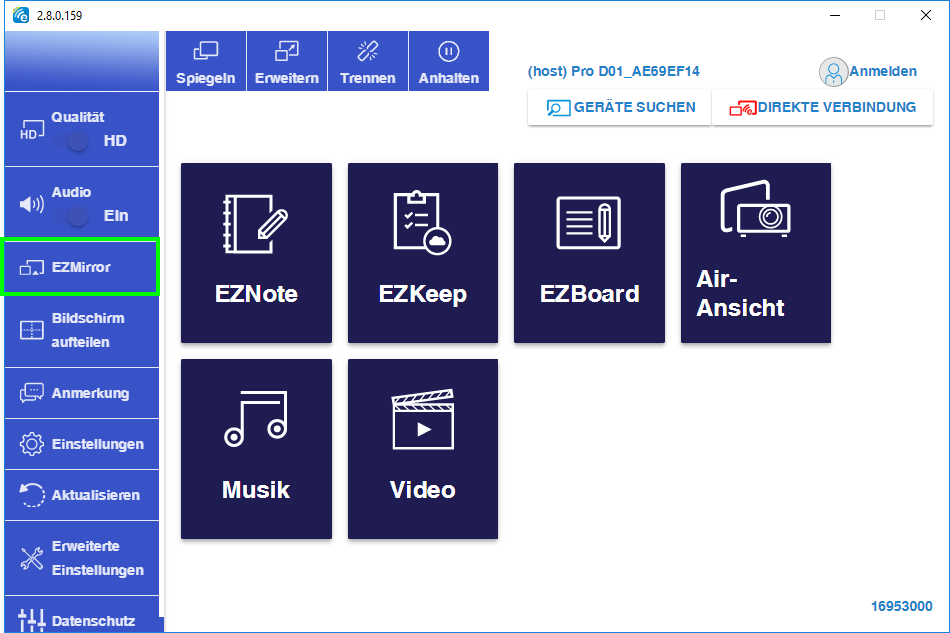 2.8.0.159
Spiegeln
Erweitern
Trennen
Anhalten
(host) Pro D01_AE69EF14
Anmelden
GERÄTE SUCHEN
DIREKTE VERBINDUNG
Qualität
HD
HD
Audio
EIn
EZMirror
Bildschirm
aufteilen
Anmerkung
Einstellungen
Aktualisieren
Erweiterte
Einstellungen
Datenschutz
EZNote
EZKeep
EZBoard
Air-
Ansicht
Musik
Video
16953000